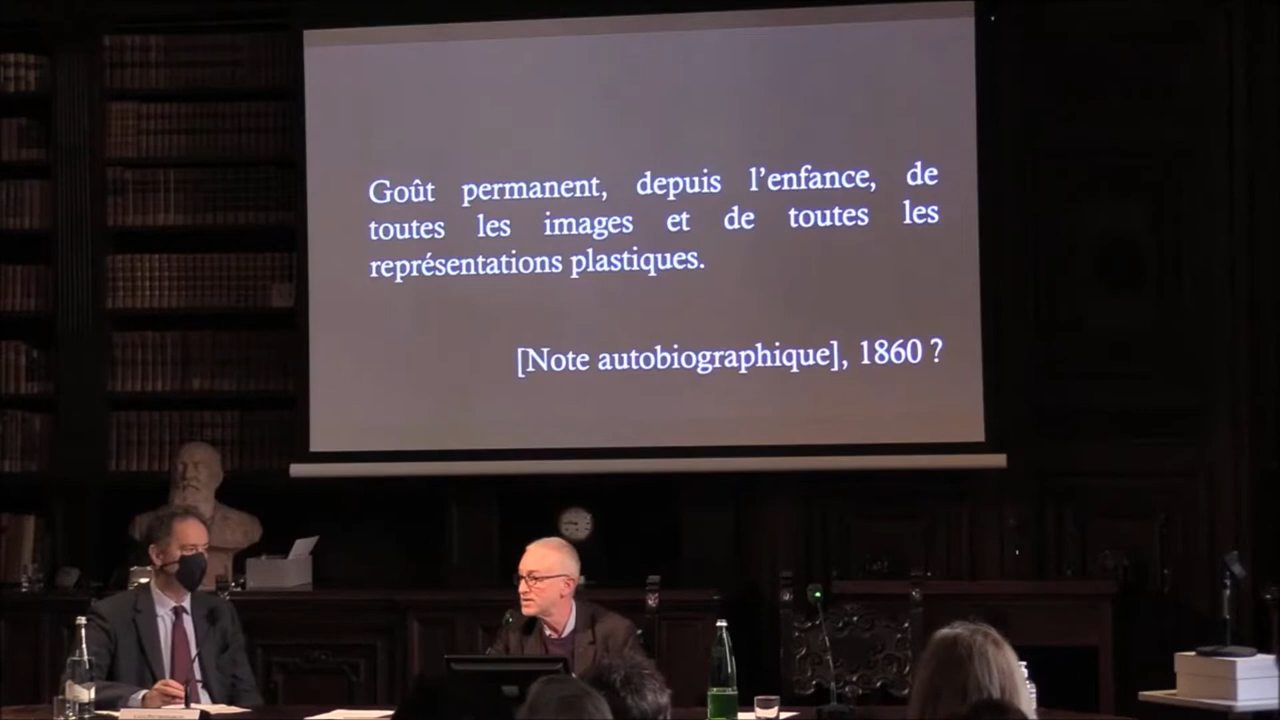 Goût permanent, depuis l’enfance, de
toutes les images et de toutes les
représentations plastiques.
[Note autobiographique], 1860 ?